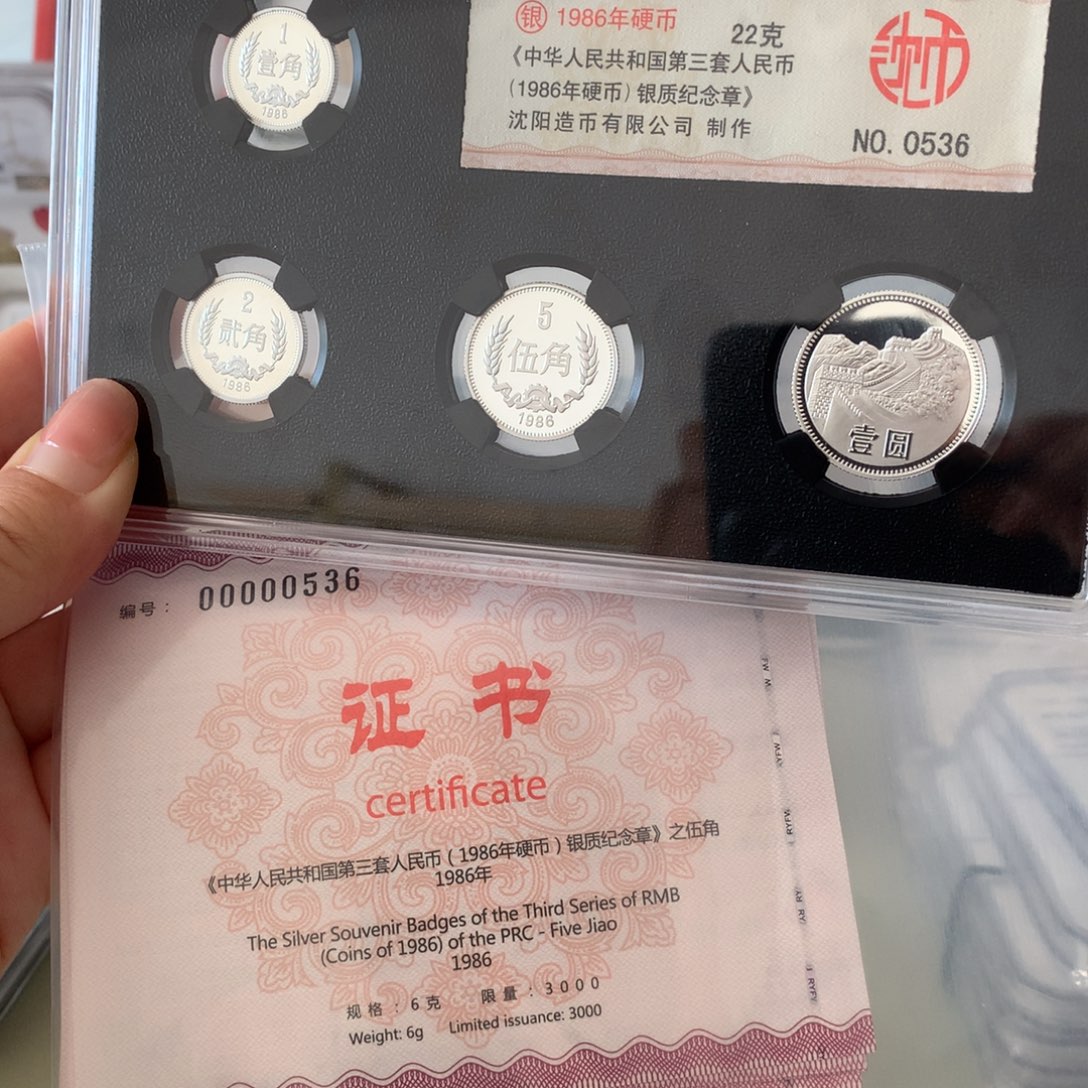 1
壹角
1986
银 1986年硬币
22克
《中华人民共和国第三套人民币
(1986年硬币) 银质纪念章》
沈阳造币有限公司 制作
沈币
NO. 0536
2
贰角
1986
5
伍角
1986
壹圆
编号： 00000536
证书
certificate
《中华人民共和国第三套人民币（1986年硬币）银质纪念章》之伍角
1986年
The Silver Souvenir Badges of the Third Series of RMB
(Coins of 1986) of the PRC - Five Jiao
1986
规格：6克 限量：3000
Weight: 6g Limited issuance: 3000
RYFW